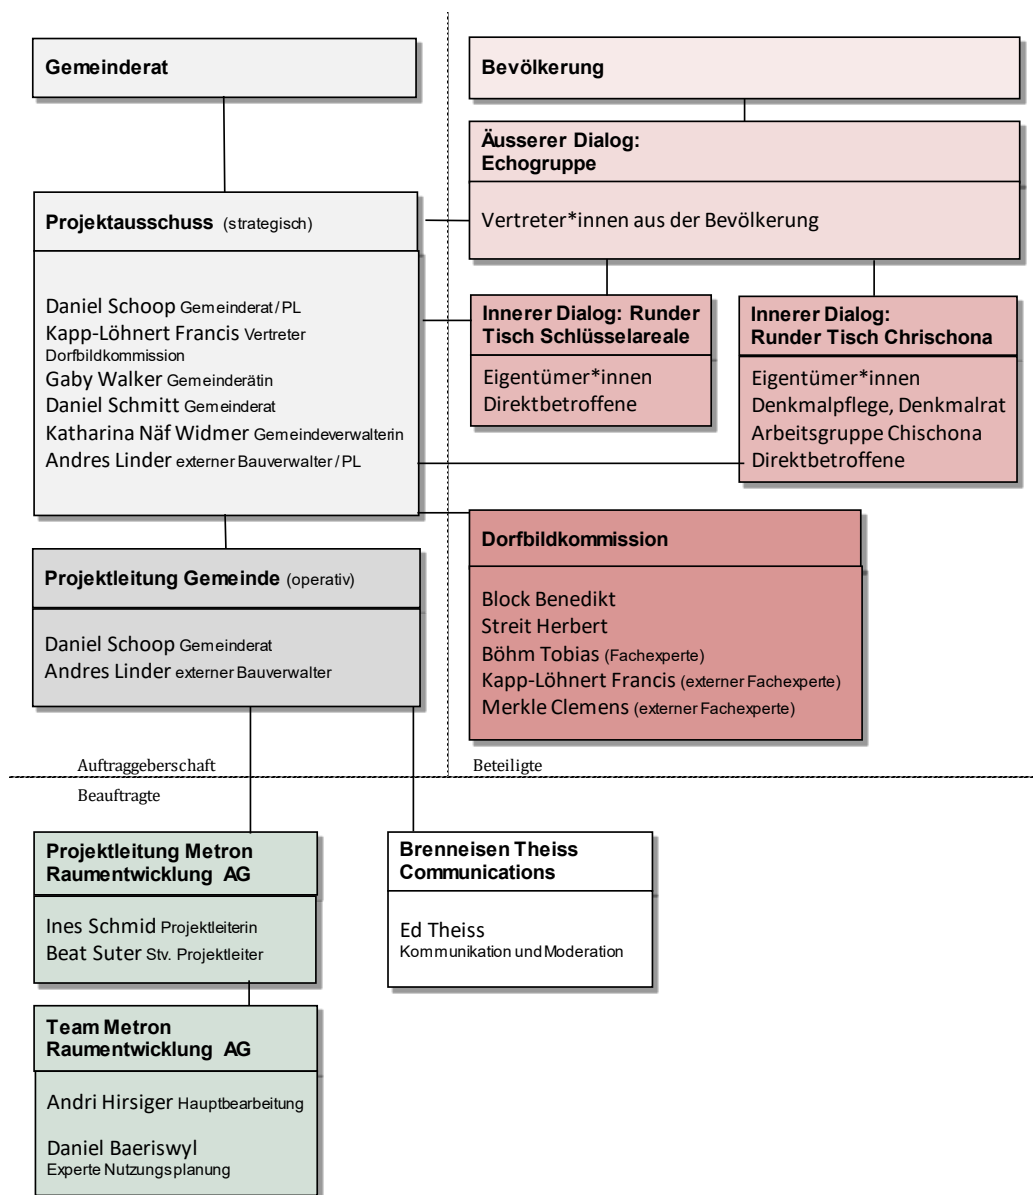 Gemeinderat
Projektausschuss (strategisch)
Daniel Schoop Gemeinderat/PL
Kapp-Löhnert Francis Vertreter
Dorfbildkommission
Gaby Walker Gemeinderätin
Daniel Schmitt Gemeinderat
Katharina Näf Widmer Gemeindeverwalterin
Andres Linder externer Bauverwalter/PL
Projektleitung Gemeinde (operativ)
Daniel Schoop Gemeinderat
Andres Linder externer Bauverwalter
Auftraggeberschaft
Bevölkerung
Äusserer Dialog:
Echogruppe
Vertreter*innen aus der Bevölkerung
Innerer Dialog: Runder
Tisch Schlüsselareale
Eigentümer*innen
Direktbetroffene
Innerer Dialog:
Runder Tisch Chrischona
Eigentümer*innen
Denkmalpflege, Denkmalrat
Arbeitsgruppe Chischona
Direktbetroffene
Dorfbildkommission
Block Benedikt
Streit Herbert
Böhm Tobias (Fachexperte)
Kapp-Löhnert Francis (externer Fachexperte)
Merkle Clemens (externer Fachexperte)
Beteiligte
Beauftragte
Projektleitung Metron
Raumentwicklung AG
Ines Schmid Projektleiterin
Beat Suter Stv. Projektleiter
Team Metron
Raumentwicklung AG
Andri Hirsiger Hauptbearbeitung
Daniel Baeriswyl
Experte Nutzungsplanung
Brenneisen Theiss
Communications
Ed Theiss
Kommunikation und Moderation